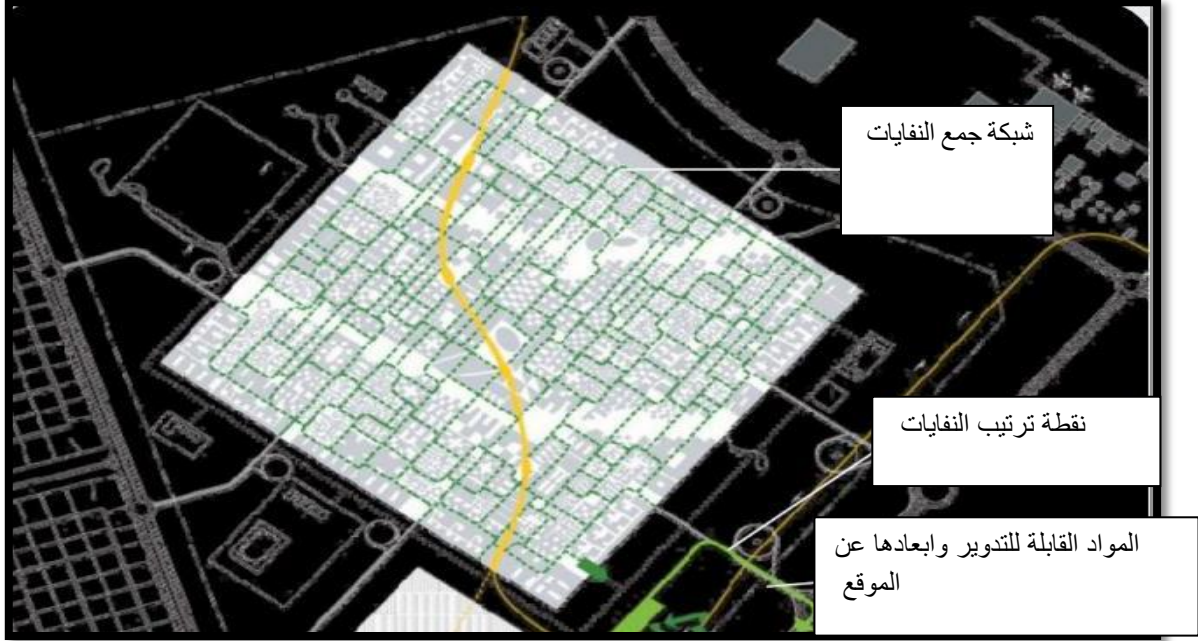 شبكة جمع النفايات
نقطة ترتيب النفايات
المواد القابلة للتدوير وابعادها عن
الموقع